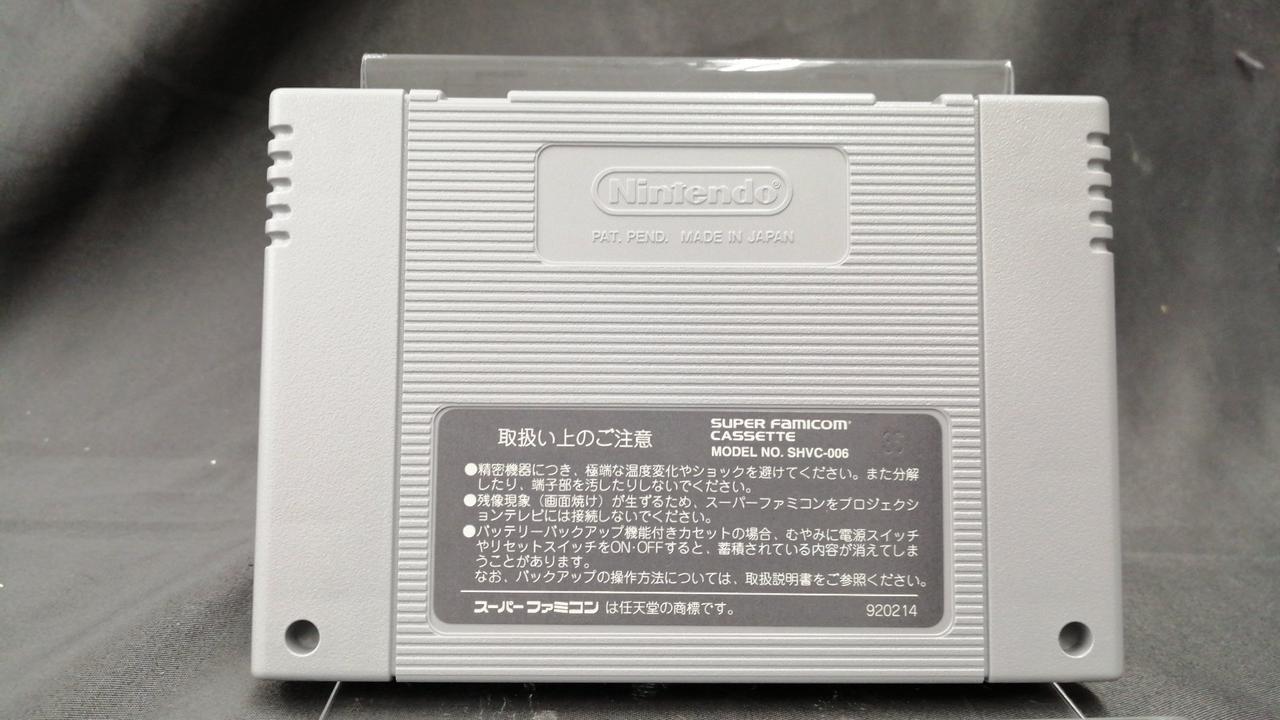 Nintendo®
PAT. PEND. MADE IN JAPAN
取扱い上のご注意
SUPER FAMICOM
CASSETTE
MODEL NO. SHVC-006
●精密機器につき、極端な温度変化やショックを避けてください。また分解
したり、端子部を汚したりしないでください。
●残像現象（画面焼け）が生ずるため、スーパーファミコンをプロジェクシ
ョンテレビには接続しないでください。
●バッテリーバックアップ機能付きカセットの場合、むやみに電源スイッチ
やリセットスイッチをON・OFFすると、蓄積されている内容が消えてしま
うことがあります。
なお、バックアップの操作方法については、取扱説明書をご参照ください。
スーパーファミコン は任天堂の商標です。
920214